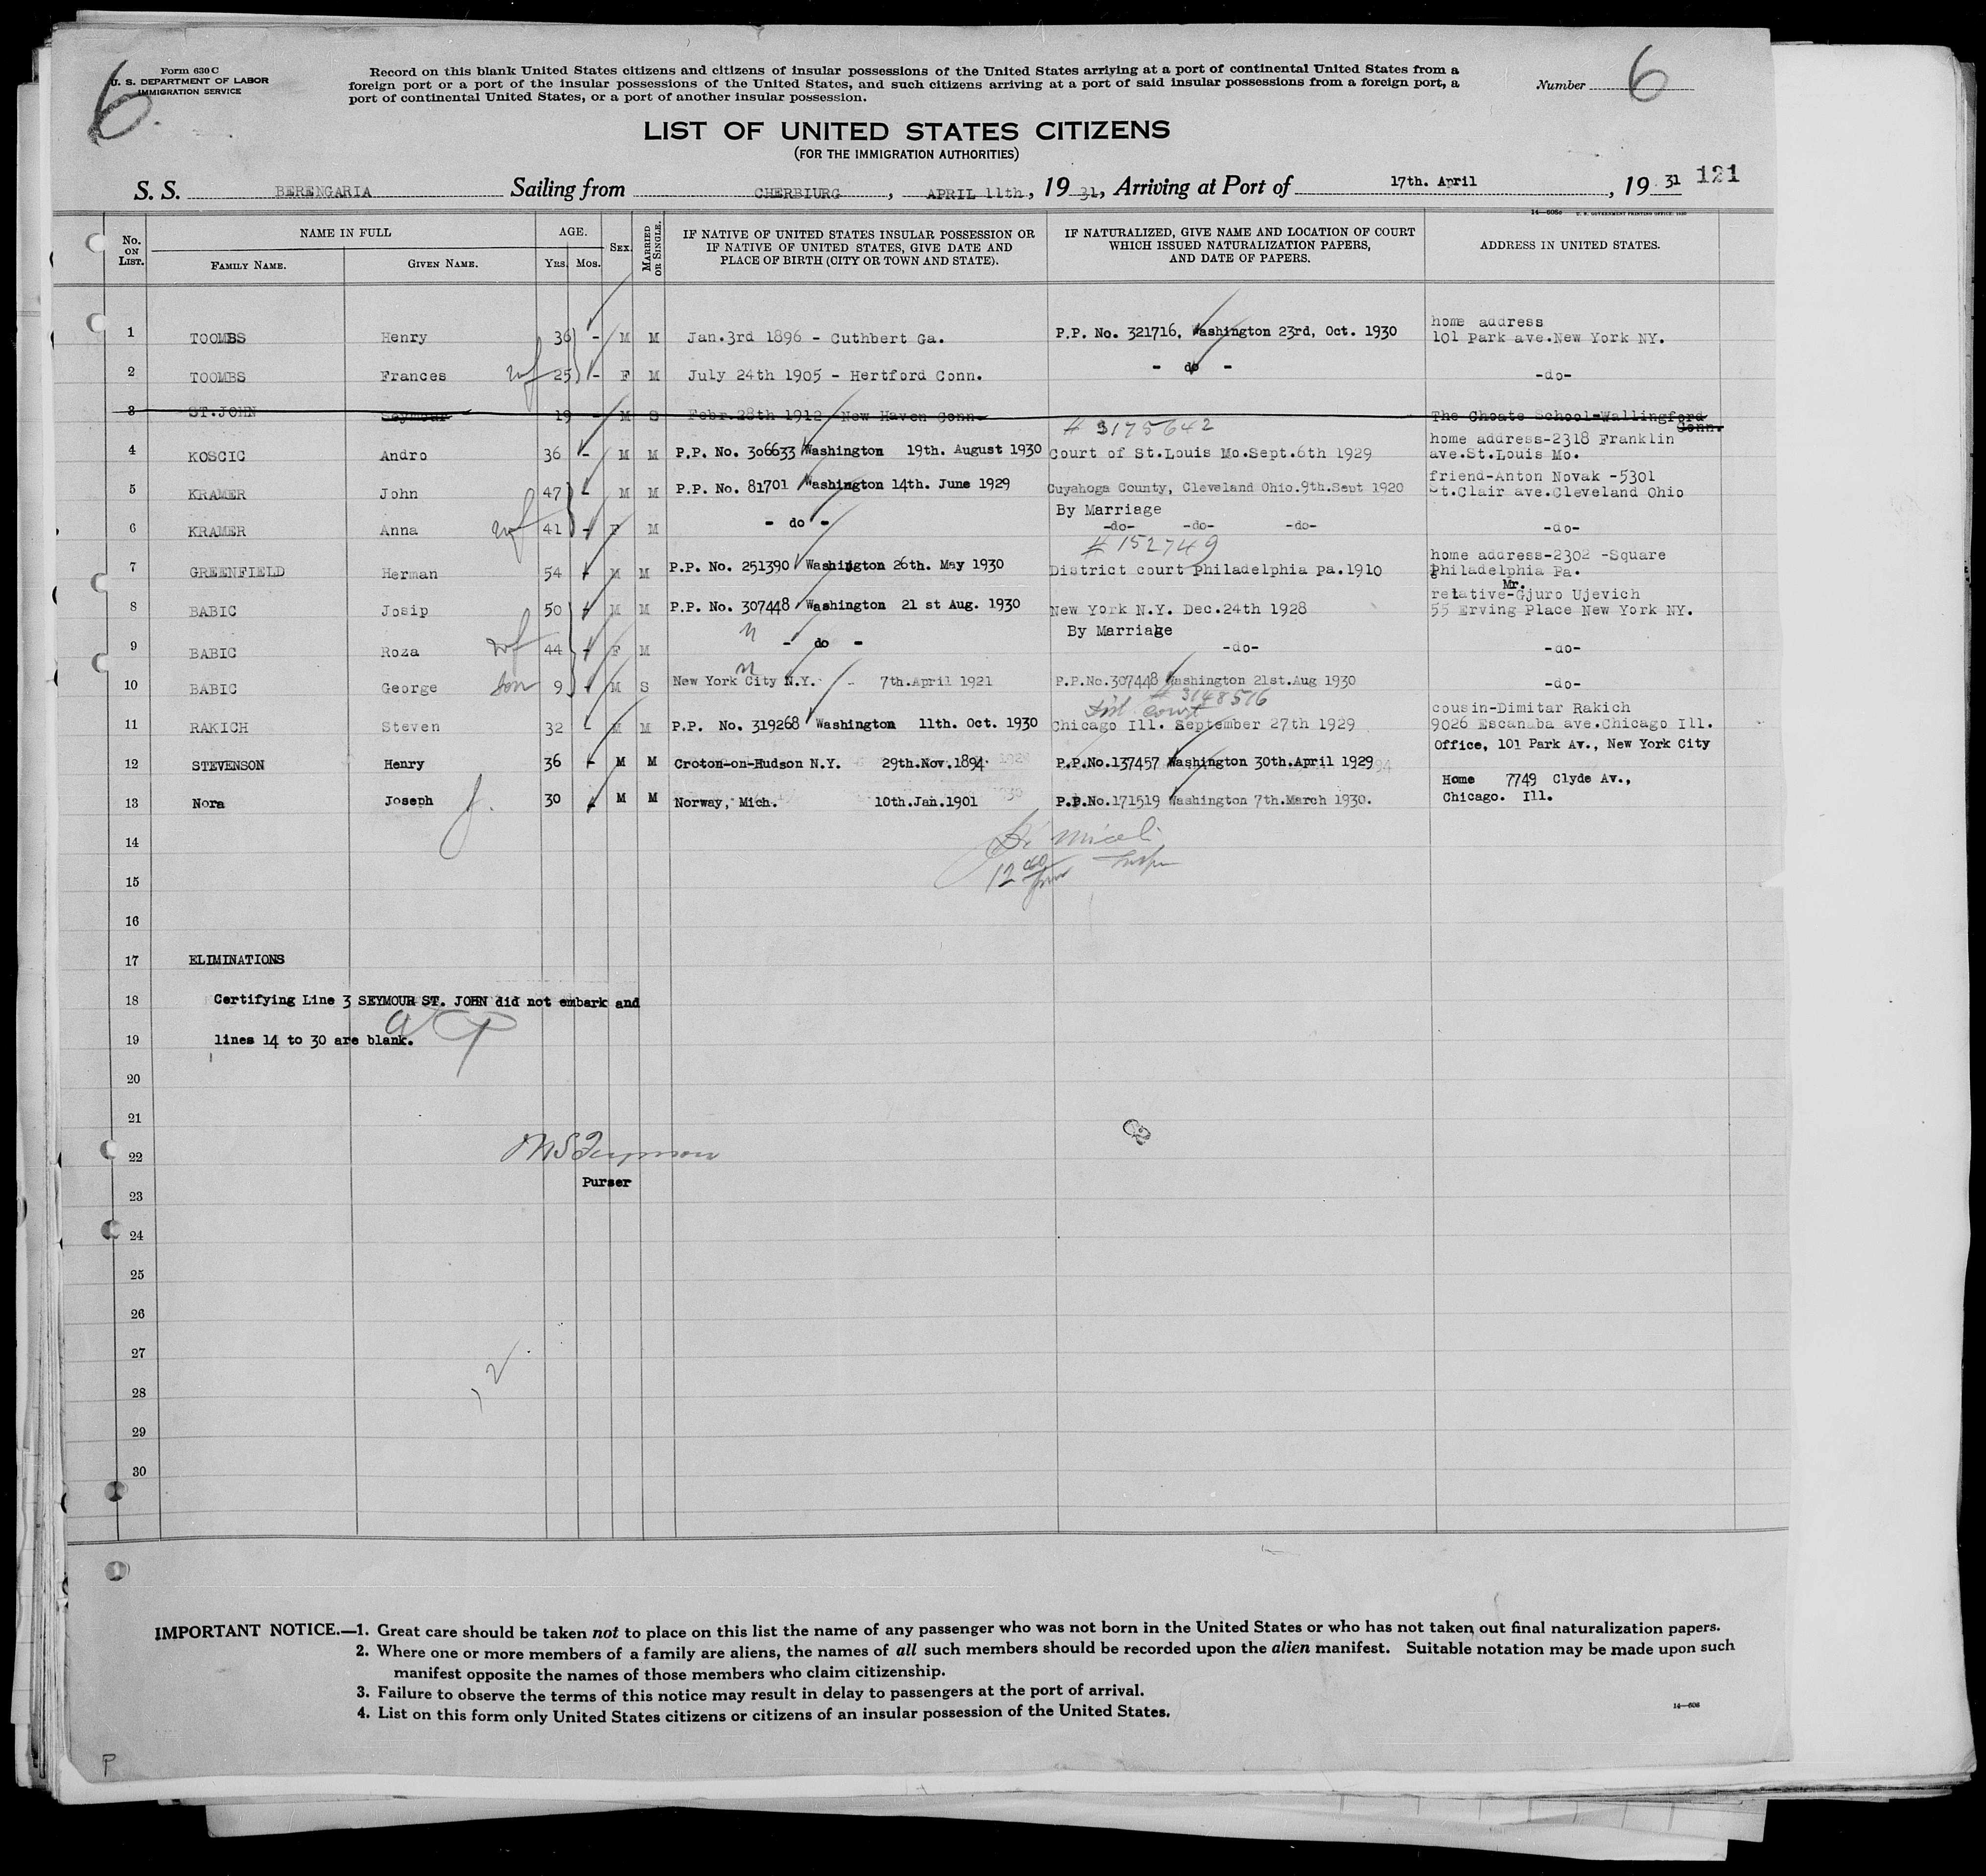 Form 630 C
U. S. DEPARTMENT OF LABOR
IMMIGRATION SERVICE
6
Record on this blank United States citizens and citizens of insular possessions of the United States arriving at a port of continental United States from a
foreign port or a port of the insular possessions of the United States, and such citizens arriving at a port of said insular possessions from a foreign port, a
port of continental United States, or a port of another insular possession.
Number 6
LIST OF UNITED STATES CITIZENS
(FOR THE IMMIGRATION AUTHORITIES)
S. S. BERENGARIA Sailing from CHERBIURG, APRIL 11th, 19 31, Arriving at Port of 17th. April, 19 31 121
14—605c U. S. GOVERNMENT PRINTING OFFICE: 1930
No. ON LIST. NAME IN FULL FAMILY NAME. GIVEN NAME. AGE. YRS. MOS. SEX. MARRIED OR SINGLE. IF NATIVE OF UNITED STATES INSULAR POSSESSION OR IF NATIVE OF UNITED STATES, GIVE DATE AND PLACE OF BIRTH (CITY OR TOWN AND STATE). IF NATURALIZED, GIVE NAME AND LOCATION OF COURT WHICH ISSUED NATURALIZATION PAPERS, AND DATE OF PAPERS. ADDRESS IN UNITED STATES.
1 TOOMBS Henry 36 - M M Jan.3rd 1896 - Cuthbert Ga. P.P. No. 321716, Washington 23rd, Oct. 1930 home address 101 Park ave.New York NY.
2 TOOMBS Frances wf 25 - F M July 24th 1905 - Hertford Conn. - do - -do-
3 ST.JOHN Seymour 19 - M S Febr.28th 1912 New Haven Conn. The Choate School-Wallingford Conn.
4 KOSCIC Andro 36 - M M P.P. No. 306633 Washington 19th. August 1930 # 3175642 Court of St.Louis Mo.Sept.6th 1929 home address-2318 Franklin ave.St.Louis Mo.
5 KRAMER John 47 - M M P.P. No. 81701 Washington 14th. June 1929 Cuyahoga County, Cleveland Ohio.9th.Sept 1920 friend-Anton Novak -5301 St.Clair ave.Cleveland Ohio
6 KRAMER Anna wf 41 - F M - do - By Marriage -do- -do- -do- -do-
7 GREENFIELD Herman 54 - M M P.P. No. 251390 Washington 26th. May 1930 # 152749 District court Philadelphia Pa.1910 home address-2302 -Square Philadelphia Pa.
8 BABIC Josip 50 - M M P.P. No. 307448 Washington 21 st Aug. 1930 New York N.Y. Dec.24th 1928 Mr. relative-Gjuro Ujevich 55 Erving Place New York NY.
9 BABIC Roza wf 44 - F M - do - By Marriage -do- -do-
10 BABIC George son 9 - M S New York City N.Y. - 7th.April 1921 P.P.No.307448 Washington 21st.Aug 1930 -do-
11 RAKICH Steven 32 - M M P.P. No. 319268 Washington 11th. Oct. 1930 # 3148516 Dist court Chicago Ill. September 27th 1929 cousin-Dimitar Rakich 9026 Escanaba ave.Chicago Ill.
12 STEVENSON Henry 36 - M M Croton-on-Hudson N.Y. 29th.Nov.1894 P.P.No.137457 Washington 30th.April 1929 Office, 101 Park Av., New York City
13 Nora Joseph 30 M M Norway, Mich. 10th.Jan.1901 P.P.No.171519 Washington 7th.March 1930. Home 7749 Clyde Av., Chicago. Ill.
14
15
12 00
16
17 ELIMINATIONS
18 Certifying Line 3 SEYMOUR ST. JOHN did not embark and
19 lines 14 to 30 are blank.
20
21
22
Purser
23
24
25
26
27
28
29
30
IMPORTANT NOTICE.—1. Great care should be taken not to place on this list the name of any passenger who was not born in the United States or who has not taken out final naturalization papers.
2. Where one or more members of a family are aliens, the names of all such members should be recorded upon the alien manifest. Suitable notation may be made upon such
manifest opposite the names of those members who claim citizenship.
3. Failure to observe the terms of this notice may result in delay to passengers at the port of arrival.
4. List on this form only United States citizens or citizens of an insular possession of the United States.
14—606
P